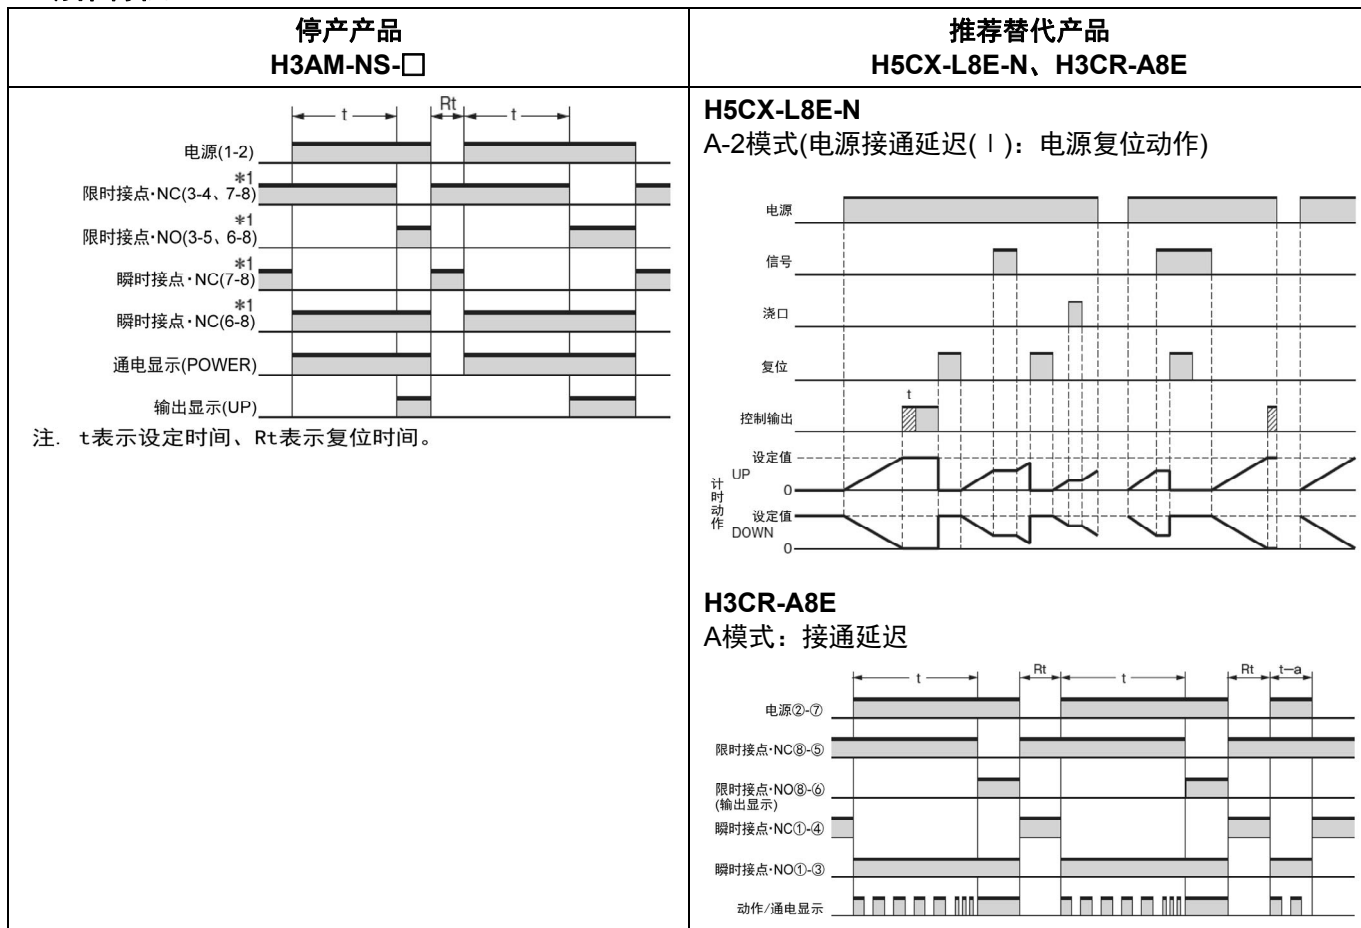 停产产品
H3AM-NS-□
推荐替代产品
H5CX-L8E-N、H3CR-A8E
t
Rt
t
电源(1-2)
*1
限时接点·NC(3-4、7-8)
*1
限时接点·NO(3-5、6-8)
*1
瞬时接点·NC(7-8)
*1
瞬时接点·NC(6-8)
通电显示(POWER)
输出显示(UP)
注. t表示设定时间、Rt表示复位时间。
H5CX-L8E-N
A-2模式(电源接通延迟(Ⅰ)：电源复位动作)
电源
信号
浇口
复位
t
控制输出
设定值
UP
0
计时动作
设定值
DOWN
0
H3CR-A8E
A模式：接通延迟
t
Rt
t
Rt
t-a
电源②-⑦
限时接点·NC⑧-⑤
限时接点·NO⑧-⑥
(输出显示)
瞬时接点·NC①-④
瞬时接点·NO①-③
动作/通电显示